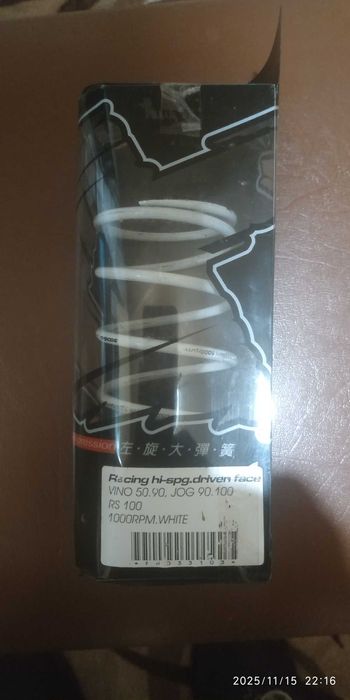 左・旋・大・彈・簧
Racing hi-spg.driven face
VINO 50.90. JOG 90.100
RS 100
1000RPM.WHITE
2025/11/15 22:16